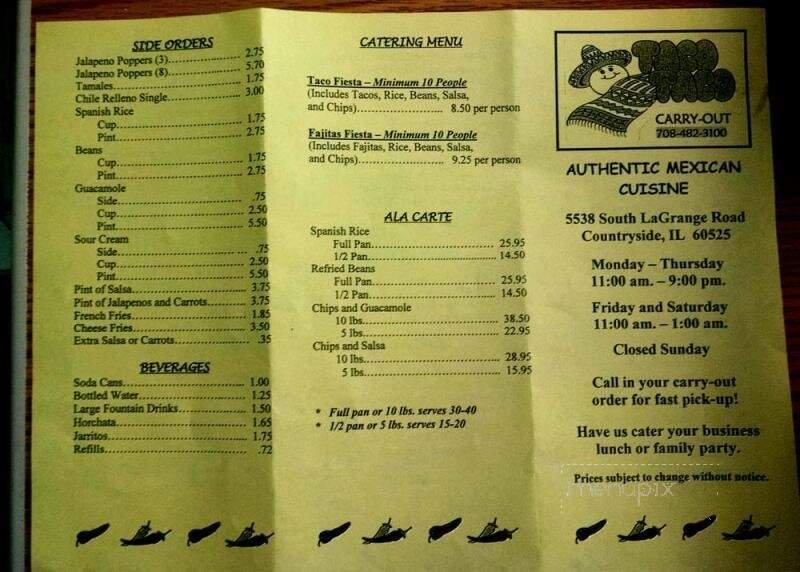 SIDE ORDERS
Jalapeno Poppers (3).......................... 2.75
Jalapeno Poppers (8).......................... 5.70
Tamales.......................... 1.75
Chile Relleno Single.......................... 3.00
Spanish Rice
Cup.......................... 1.75
Pint.......................... 2.75
Beans
Cup.......................... 1.75
Pint.......................... 2.75
Guacamole
Side.......................... .75
Cup.......................... 2.50
Pint.......................... 5.50
Sour Cream
Side.......................... .75
Cup.......................... 2.50
Pint.......................... 5.50
Pint of Salsa.......................... 3.75
Pint of Jalapenos and Carrots.......................... 3.75
French Fries.......................... 1.85
Cheese Fries.......................... 3.50
Extra Salsa or Carrots.......................... .35
BEVERAGES
Soda Cans.......................... 1.00
Bottled Water.......................... 1.25
Large Fountain Drinks.......................... 1.50
Horchata.......................... 1.65
Jarritos.......................... 1.75
Refills.......................... .72
CATERING MENU
Taco Fiesta – Minimum 10 People
(Includes Tacos, Rice, Beans, Salsa,
and Chips).......................... 8.50 per person
Fajitas Fiesta – Minimum 10 People
(Includes Fajitas, Rice, Beans, Salsa,
and Chips).......................... 9.25 per person
ALA CARTE
Spanish Rice
Full Pan.......................... 25.95
1/2 Pan.......................... 14.50
Refried Beans
Full Pan.......................... 25.95
1/2 Pan.......................... 14.50
Chips and Guacamole
10 lbs.......................... 38.50
5 lbs.......................... 22.95
Chips and Salsa
10 lbs.......................... 28.95
5 lbs.......................... 15.95
* Full pan or 10 lbs. serves 30-40
* 1/2 pan or 5 lbs. serves 15-20
TACO
CARRY-OUT
708-482-3100
AUTHENTIC MEXICAN
CUISINE
5538 South LaGrange Road
Countryside, IL 60525
Monday – Thursday
11:00 am. – 9:00 pm.
Friday and Saturday
11:00 am. – 1:00 am.
Closed Sunday
Call in your carry-out
order for fast pick-up!
Have us cater your business
lunch or family party.
Prices subject to change without notice.
menupix